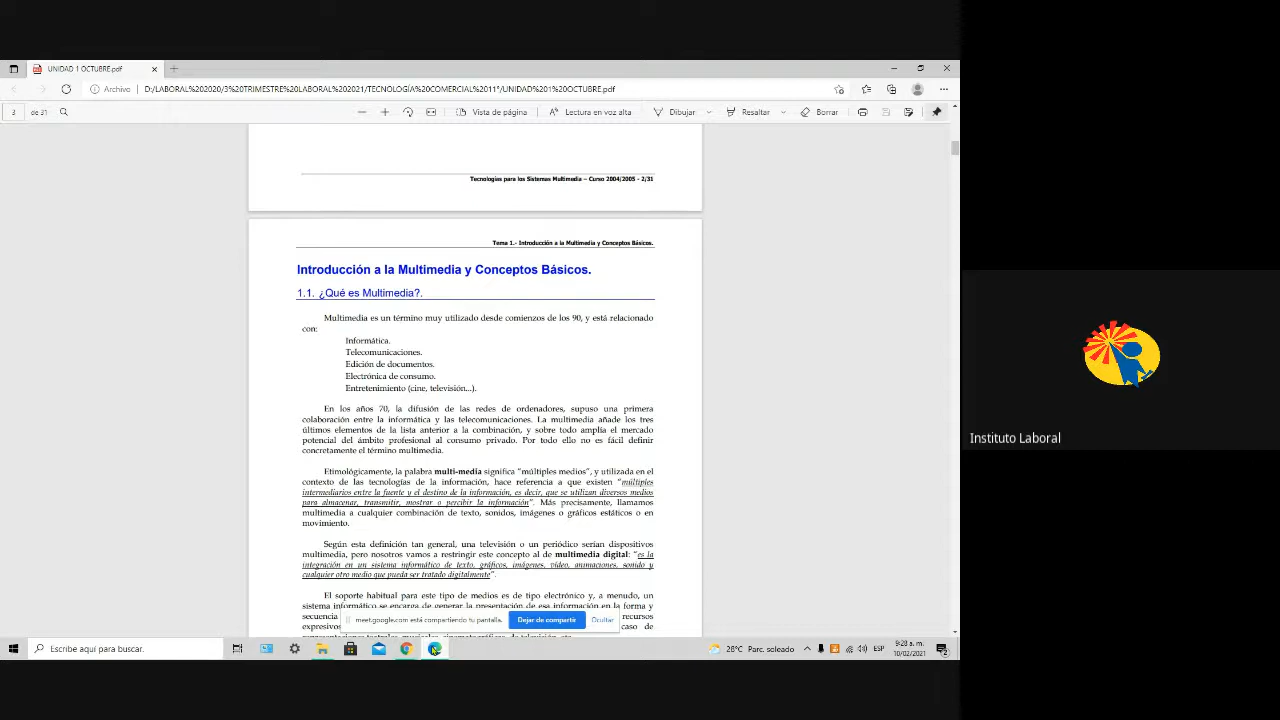 UNIDAD 1 OCTUBRE.pdf
Archivo D:/LABORAL%202020/3%20TRIMESTRE%20LABORAL%202021/TECNOLOGÍA%20COMERCIAL%2011°/UNIDAD%201%20OCTUBRE.pdf
3 de 31 Vista de página Lectura en voz alta Dibujar Resaltar Borrar
Tecnologías para los Sistemas Multimedia – Curso 2004/2005 - 2/31
Tema 1.- Introducción a la Multimedia y Conceptos Básicos.
Introducción a la Multimedia y Conceptos Básicos.
1.1. ¿Qué es Multimedia?.
Multimedia es un término muy utilizado desde comienzos de los 90, y está relacionado
con:
Informática.
Telecomunicaciones.
Edición de documentos.
Electrónica de consumo.
Entretenimiento (cine, televisión...).
En los años 70, la difusión de las redes de ordenadores, supuso una primera
colaboración entre la informática y las telecomunicaciones. La multimedia añade los tres
últimos elementos de la lista anterior a la combinación, y sobre todo amplía el mercado
potencial del ámbito profesional al consumo privado. Por todo ello no es fácil definir
concretamente el término multimedia.
Etimológicamente, la palabra multi-media significa "múltiples medios", y utilizada en el
contexto de las tecnologías de la información, hace referencia a que existen "múltiples
intermediarios entre la fuente y el destino de la información, es decir, que se utilizan diversos medios
para almacenar, transmitir, mostrar o percibir la información". Más precisamente, llamamos
multimedia a cualquier combinación de texto, sonidos, imágenes o gráficos estáticos o en
movimiento.
Según esta definición tan general, una televisión o un periódico serían dispositivos
multimedia, pero nosotros vamos a restringir este concepto al de multimedia digital: "es la
integración en un sistema informático de texto, gráficos, imágenes, vídeo, animaciones, sonido y
cualquier otro medio que pueda ser tratado digitalmente".
El soporte habitual para este tipo de medios es de tipo electrónico y, a menudo, un
sistema informático se encarga de generar la presentación de esa información en la forma y
secuencia recursos
expresivos caso de
meet.google.com está compartiendo tu pantalla. Dejar de compartir Ocultar
Instituto Laboral
Escribe aquí para buscar. 28°C Parc. soleado ESP 9:28 a. m.
10/02/2021 2